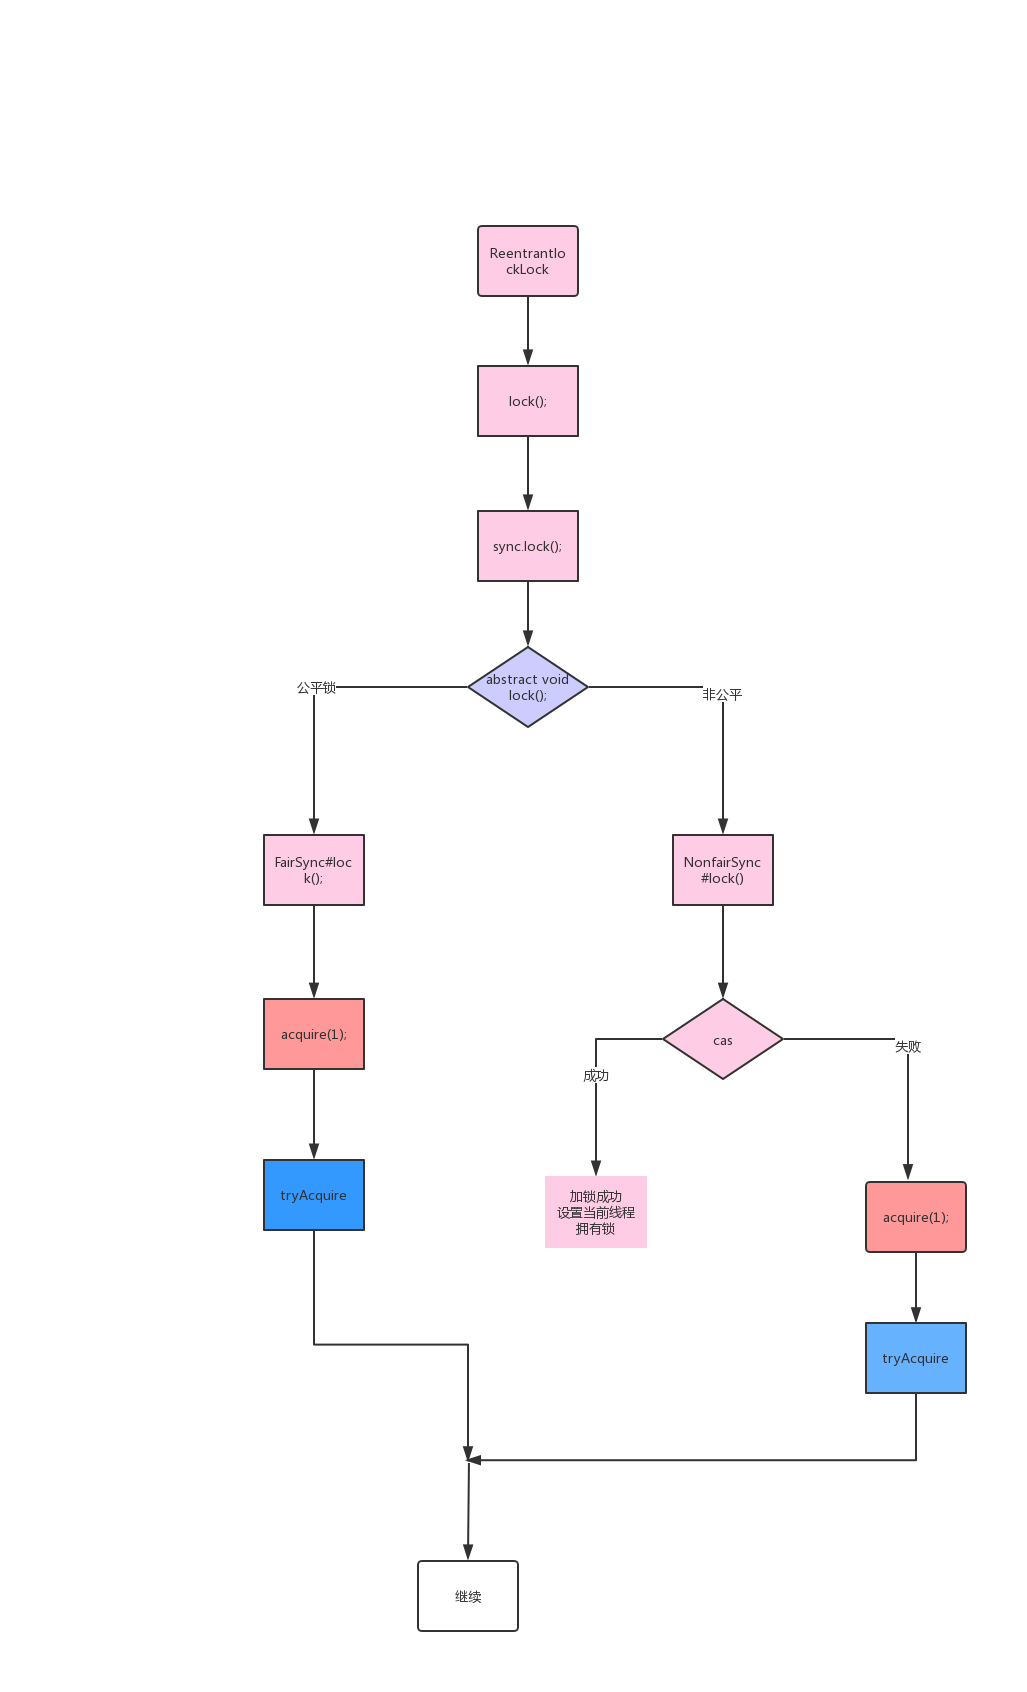 Reentrantlo
ckLock
lock();
sync.lock();
abstract void
lock();
公平锁
非公平
FairSync#loc
k();
NonfairSync
#lock()
acquire(1);
cas
成功
失败
tryAcquire
加锁成功
设置当前线程
拥有锁
acquire(1);
tryAcquire
继续